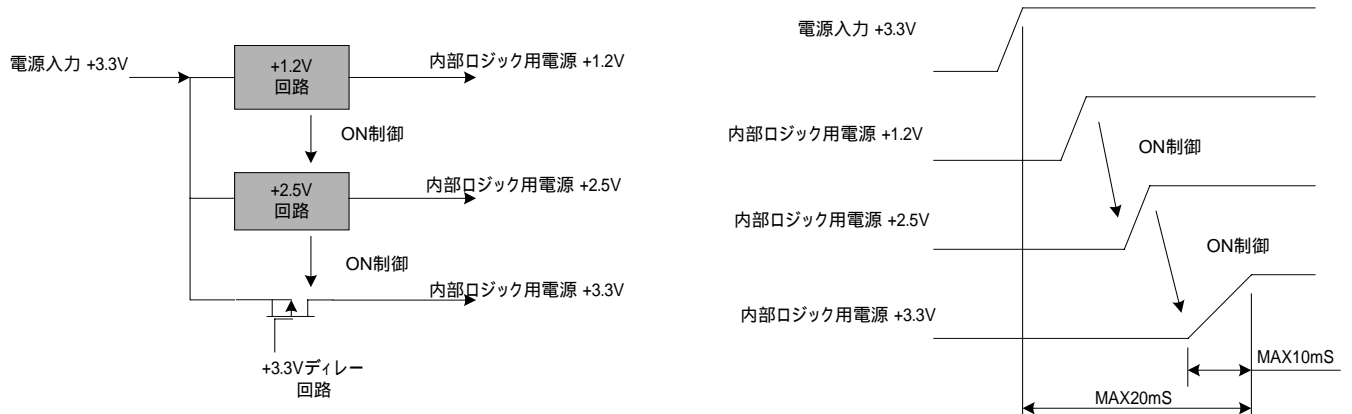 電源入力 +3.3V
+1.2V
回路
内部ロジック用電源 +1.2V
ON制御
+2.5V
回路
内部ロジック用電源 +2.5V
ON制御
内部ロジック用電源 +3.3V
+3.3Vディレー
回路
電源入力 +3.3V
内部ロジック用電源 +1.2V
ON制御
内部ロジック用電源 +2.5V
ON制御
内部ロジック用電源 +3.3V
MAX10mS
MAX20mS